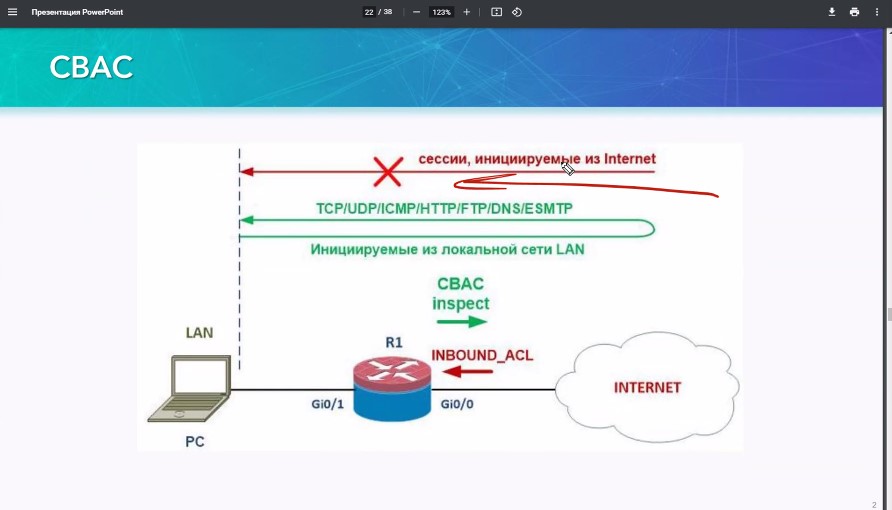 Презентация PowerPoint
22 / 38
123%
CBAC
сессии, инициируемые из Internet
TCP/UDP/ICMP/HTTP/FTP/DNS/ESMTP
Инициируемые из локальной сети LAN
CBAC
inspect
LAN
R1
INBOUND_ACL
INTERNET
Gi0/1
Gi0/0
PC
2